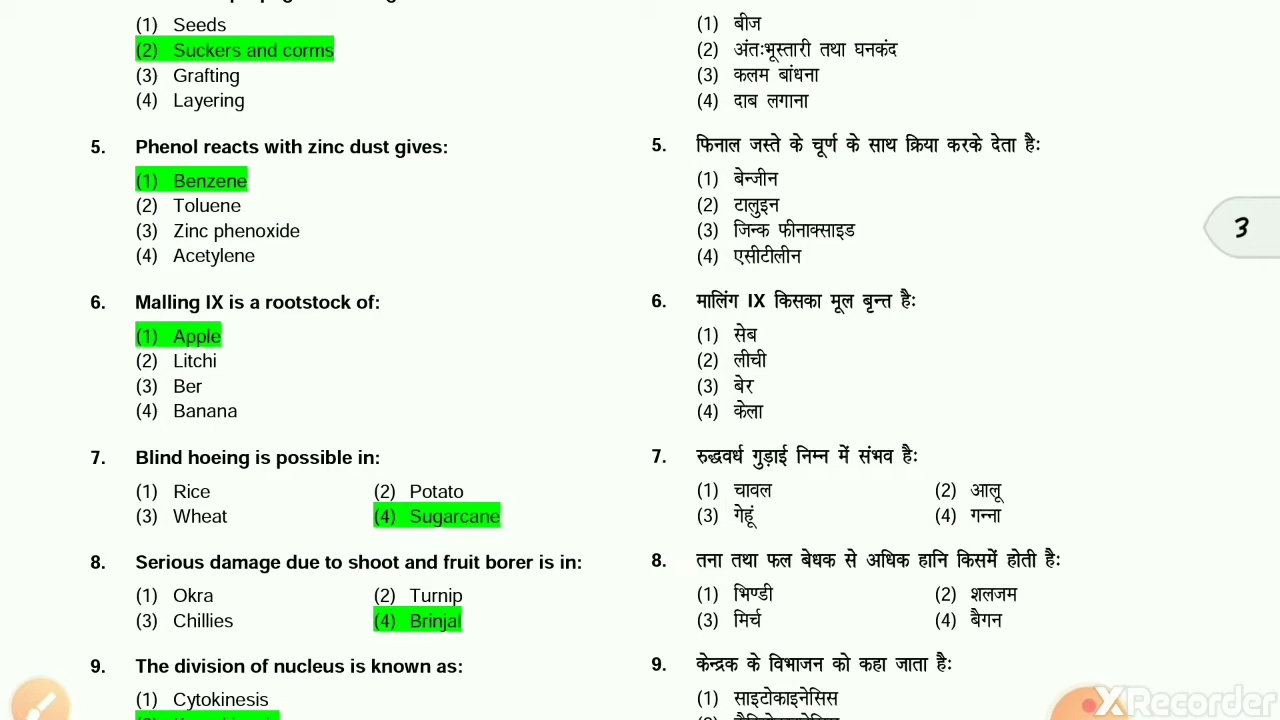 (1) Seeds
(2) Suckers and corms
(3) Grafting
(4) Layering
5. Phenol reacts with zinc dust gives:
(1) Benzene
(2) Toluene
(3) Zinc phenoxide
(4) Acetylene
6. Malling IX is a rootstock of:
(1) Apple
(2) Litchi
(3) Ber
(4) Banana
7. Blind hoeing is possible in:
(1) Rice (2) Potato
(3) Wheat (4) Sugarcane
8. Serious damage due to shoot and fruit borer is in:
(1) Okra (2) Turnip
(3) Chillies (4) Brinjal
9. The division of nucleus is known as:
(1) Cytokinesis
(1) बीज
(2) अंतःभूस्तारी तथा घनकंद
(3) कलम बांधना
(4) दाब लगाना
5. फिनाल जस्ते के चूर्ण के साथ क्रिया करके देता हैः
(1) बेन्जीन
(2) टालुइन
(3) जिन्क फीनाक्साइड
(4) एसीटीलीन
6. मालिंग IX किसका मूल बृन्त हैः
(1) सेब
(2) लीची
(3) बेर
(4) केला
7. रुद्धवर्ध गुड़ाई निम्न में संभव हैः
(1) चावल (2) आलू
(3) गेहूं (4) गन्ना
8. तना तथा फल बेधक से अधिक हानि किसमें होती हैः
(1) भिण्डी (2) शलजम
(3) मिर्च (4) बैगन
9. केन्द्रक के विभाजन को कहा जाता हैः
(1) साइटोकाइनेसिस
3
XRecorder